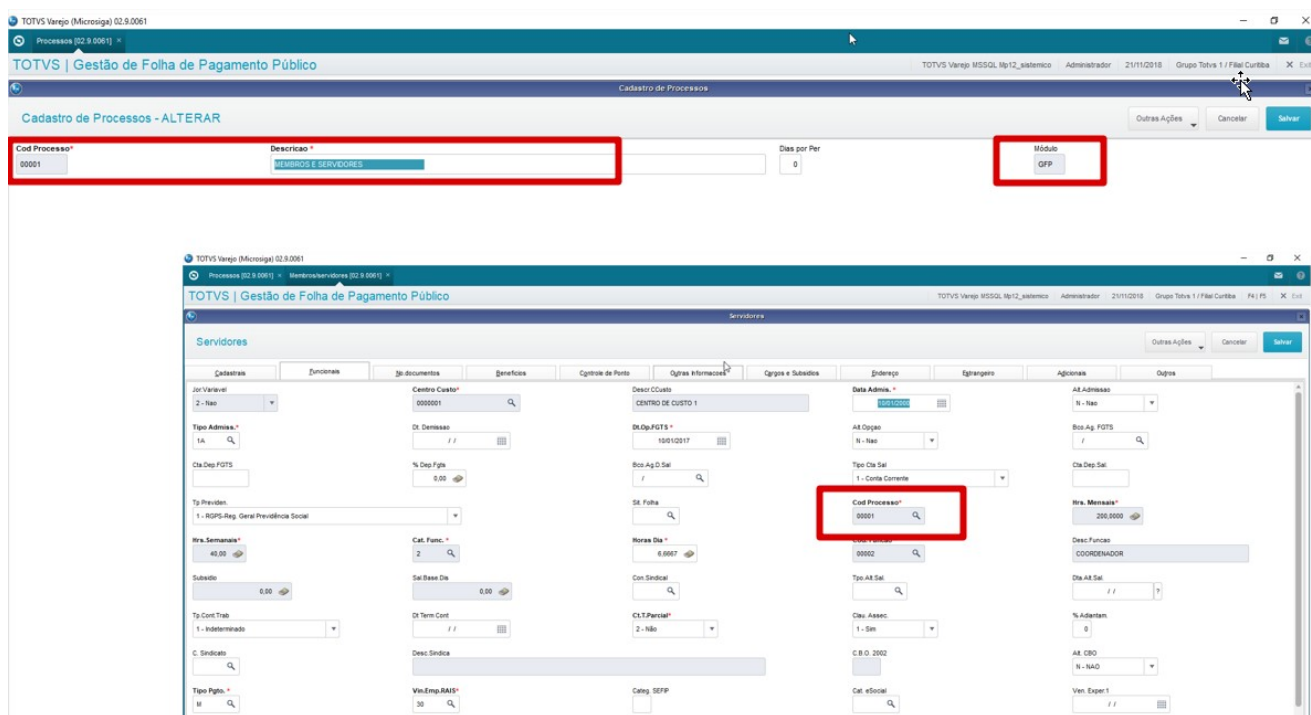 TOTVS Varejo (Microsiga) 02.9.0061
Processos [02.9.0061] ×
TOTVS | Gestão de Folha de Pagamento Público TOTVS Varejo MSSQL Mp12_sistemico Administrador 21/11/2018 Grupo Totvs 1 / Filial Curitiba X Exit
Cadastro de Processos
Cadastro de Processos - ALTERAR Outras Ações Cancelar Salvar
Cod Processo* Descricao * Dias por Per Módulo
00001 MEMBROS E SERVIDORES 0 GFP
TOTVS Varejo (Microsiga) 02.9.0061
Processos [02.9.0061] × Membros/servidores [02.9.0061] ×
TOTVS | Gestão de Folha de Pagamento Público TOTVS Varejo MSSQL Mp12_sistemico Administrador 21/11/2018 Grupo Totvs 1 / Filial Curitiba F4 | F5 X Exit
Servidores
Servidores Outras Ações Cancelar Salvar
Cadastrais Funcionais No.documentos Beneficios Controle de Ponto Outras Informacoes Cargos e Subsidios Endereço Estrangeiro Adicionais Outros
Jor.Variavel Centro Custo* Descr.CCusto Data Admis. * Alt.Admissao
2 - Nao 0000001 CENTRO DE CUSTO 1 10/01/2000 N - Nao
Tipo Admiss.* Dt. Demissao Dt.Op.FGTS * Alt.Opçao Bco.Ag. FGTS
1A / / 10/01/2017 N - Nao /
Cta.Dep.FGTS % Dep.Fgts Bco.Ag.D.Sal Tipo Cta Sal Cta.Dep.Sal.
0,00 / 1 - Conta Corrente
Tp.Previden. Sit. Folha Cod Processo* Hrs. Mensais*
1 - RGPS-Reg. Geral Previdência Social 00001 200,0000
Hrs.Semanais* Cat. Func. * Horas Dia * Cod. Funcao Desc.Funcao
40,00 2 6,6667 00002 COORDENADOR
Subsidio Sal.Base.Dis Con.Sindical Tpo.Alt.Sal. Dta.Alt.Sal.
0,00 0,00 / / ?
Tp.Cont.Trab Dt Term.Cont Ct.T.Parcial* Clau. Assec. % Adiantam.
1 - Indeterminado / / 2 - Não 1 - Sim 0
C. Sindicato Desc.Sindica C.B.O. 2002 Alt. CBO
N - NAO
Tipo Pgto. * Vin.Emp.RAIS* Categ. SEFIP Cat. eSocial Ven. Exper.1
M 30 / /